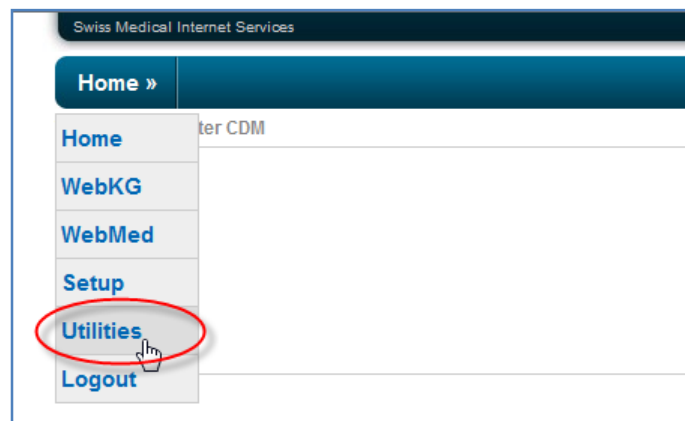 Swiss Medical Internet Services
Home »
ter CDM
Home
WebKG
WebMed
Setup
Utilities
Logout